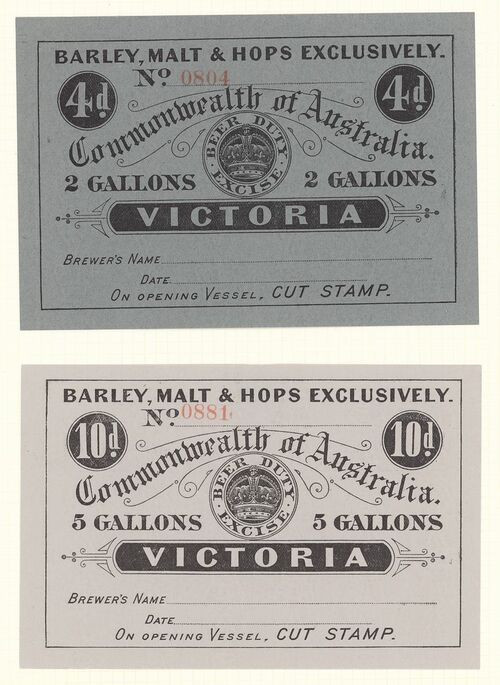 BARLEY, MALT & HOPS EXCLUSIVELY.
No 0804
4d 4d
Commonwealth of Australia.
BEER DUTY
EXCISE
2 GALLONS 2 GALLONS
VICTORIA
BREWER'S NAME
DATE
ON OPENING VESSEL, CUT STAMP.
BARLEY, MALT & HOPS EXCLUSIVELY.
No 0881
10d 10d
Commonwealth of Australia.
BEER DUTY
EXCISE
5 GALLONS 5 GALLONS
VICTORIA
BREWER'S NAME
DATE
ON OPENING VESSEL, CUT STAMP.